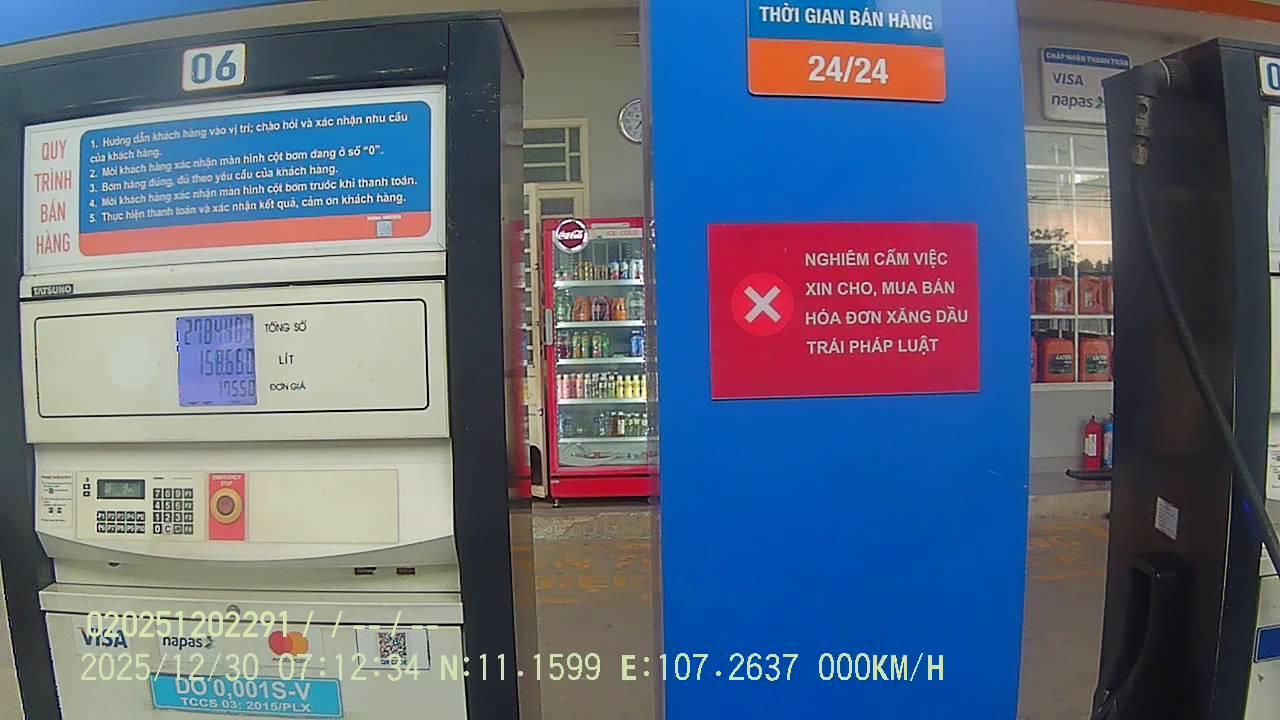 06
QUY
TRÌNH
BÁN
HÀNG
1. Hướng dẫn khách hàng vào vị trí; chào hỏi và xác nhận nhu cầu
của khách hàng.
2. Mời khách hàng xác nhận màn hình cột bơm đang ở số "0".
3. Bơm hàng đúng, đủ theo yêu cầu của khách hàng.
4. Mời khách hàng xác nhận màn hình cột bơm trước khi thanh toán.
5. Thực hiện thanh toán và xác nhận kết quả, cảm ơn khách hàng.
TATSUNO
2784403 TỔNG SỐ
158.660 LÍT
17550 ĐƠN GIÁ
EMERGENCY
STOP
VISA
napas
DO 0,001S-V
TCCS 03: 2015/PLX
Coca-Cola
ICE COLD
THỜI GIAN BÁN HÀNG
24/24
NGHIÊM CẤM VIỆC
XIN CHO, MUA BÁN
HÓA ĐƠN XĂNG DẦU
TRÁI PHÁP LUẬT
CHẤP NHẬN THANH TOÁN
VISA
napas
020251202291/ / -- / --
2025/12/30 07:12:34 N:11.1599 E:107.2637 000KM/H